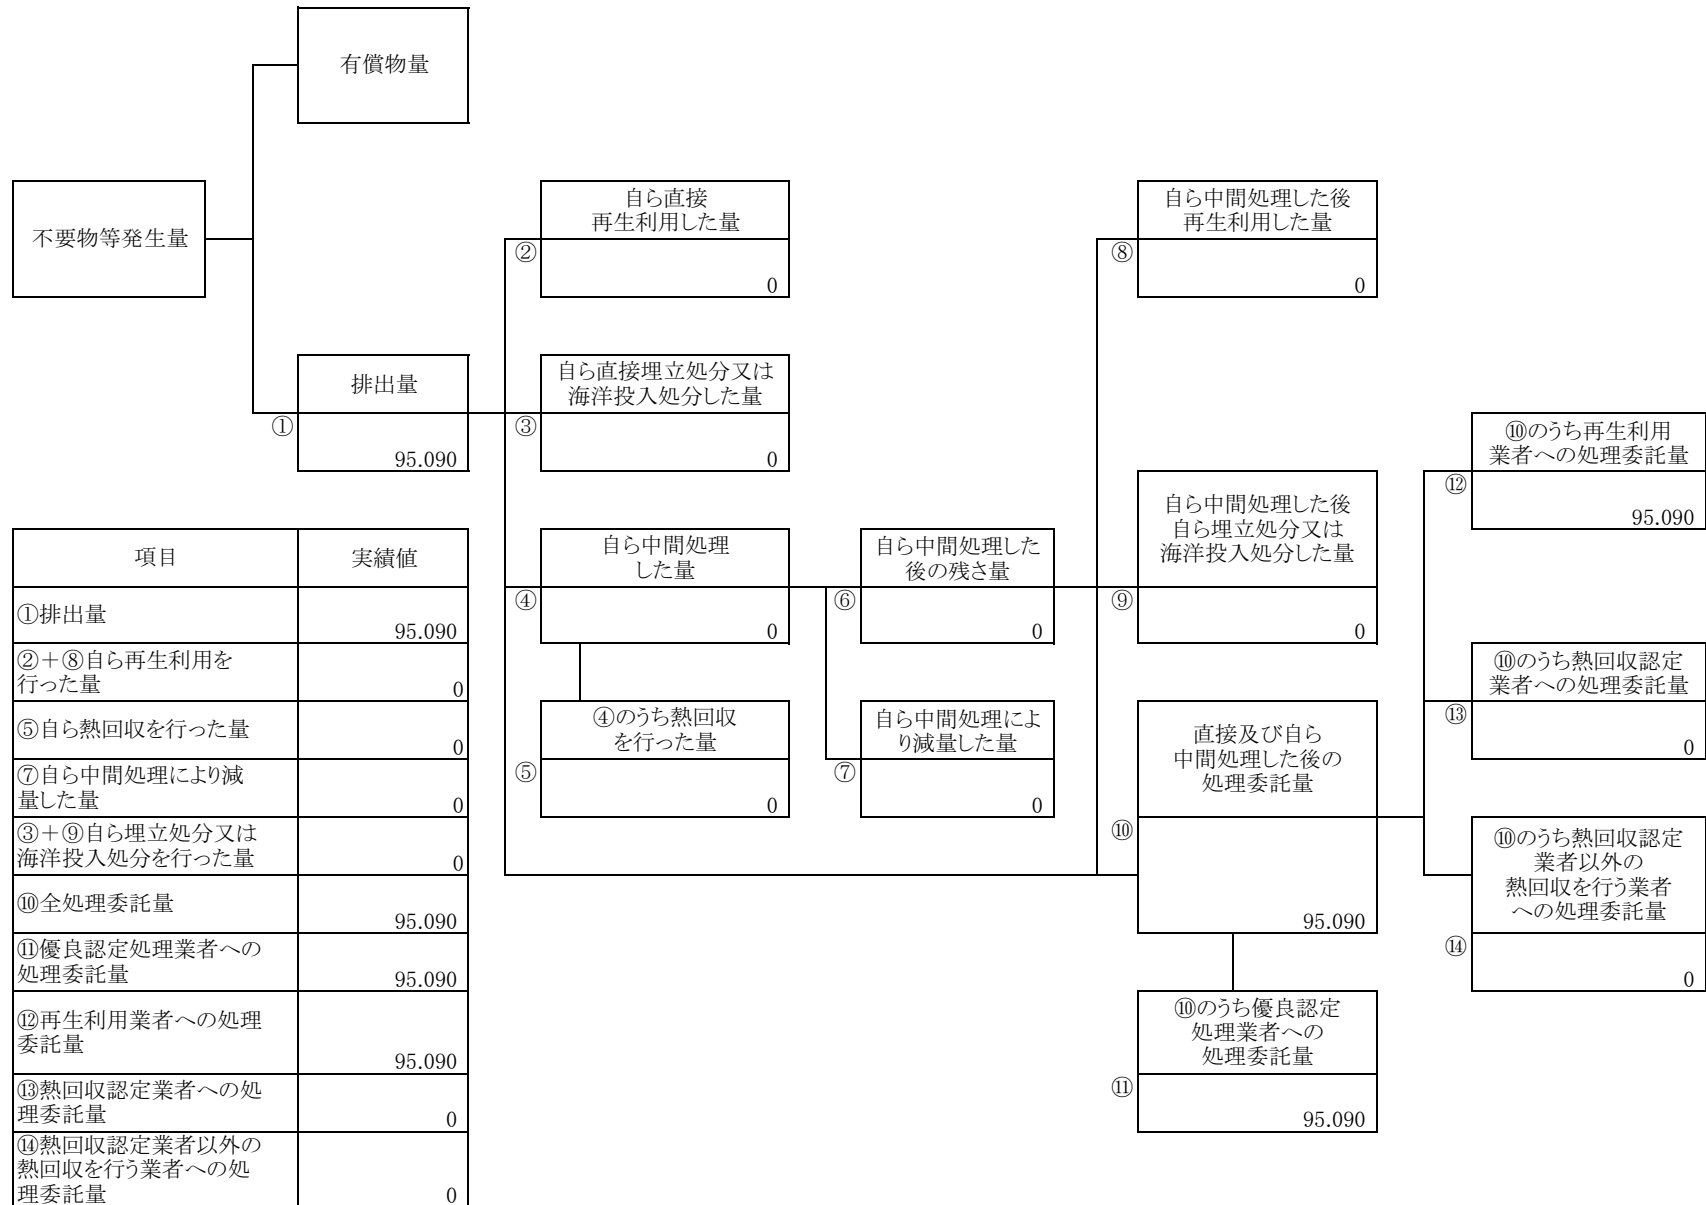 有償物量
不要物等発生量
自ら直接
再生利用した量
②
0
自ら中間処理した後
再生利用した量
⑧
0
排出量
①
95.090
自ら直接埋立処分又は
海洋投入処分した量
③
0
⑩のうち再生利用
業者への処理委託量
⑫
95.090
自ら中間処理
した量
④
0
自ら中間処理した
後の残さ量
⑥
0
自ら中間処理した後
自ら埋立処分又は
海洋投入処分した量
⑨
0
⑩のうち熱回収認定
業者への処理委託量
⑬
0
④のうち熱回収
を行った量
⑤
0
自ら中間処理によ
り減量した量
⑦
0
直接及び自ら
中間処理した後の
処理委託量
⑩
95.090
⑩のうち熱回収認定
業者以外の
熱回収を行う業者
への処理委託量
⑭
0
⑩のうち優良認定
処理業者への
処理委託量
⑪
95.090
項目 実績値
①排出量
95.090
②+⑧自ら再生利用を
行った量 0
⑤自ら熱回収を行った量
0
⑦自ら中間処理により減
量した量 0
③+⑨自ら埋立処分又は
海洋投入処分を行った量 0
⑩全処理委託量
95.090
⑪優良認定処理業者への
処理委託量 95.090
⑫再生利用業者への処理
委託量
95.090
⑬熱回収認定業者への処
理委託量 0
⑭熱回収認定業者以外の
熱回収を行う業者への処
理委託量 0